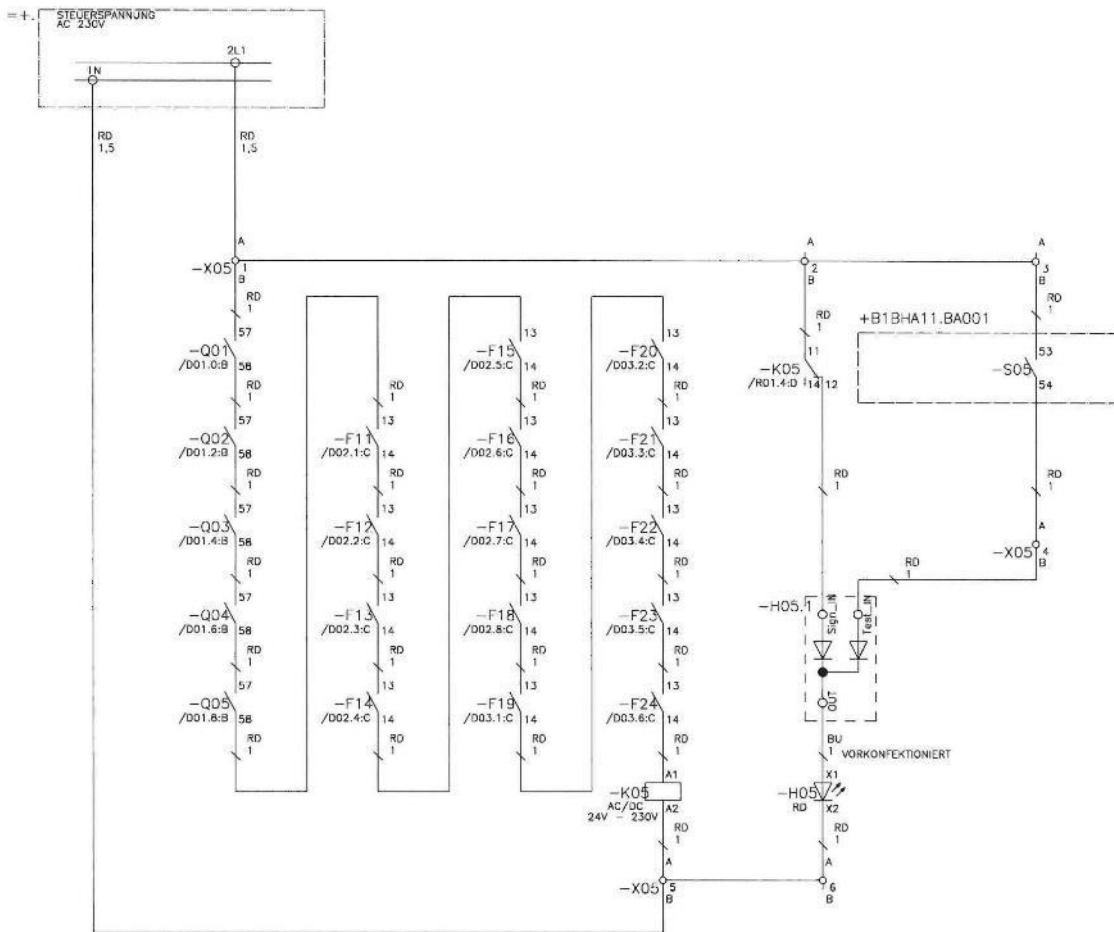 =+.
STEUERSPANNUNG
AC 230V
2L1
1N
RD
1,5
RD
1,5
A
A
A
-X05
1
2
3
B
B
B
RD
1
RD
1
RD
1
+B1BHA11.BA001
57
13
13
11
53
-Q01
/D01.0:B
58
-F15
/D02.5:C
14
-F20
/D03.2:C
14
-K05
/R01.4:D
14
12
-S05
54
RD
1
RD
1
RD
1
RD
1
57
13
13
13
-Q02
/D01.2:B
58
-F11
/D02.1:C
14
-F16
/D02.6:C
14
-F21
/D03.3:C
14
RD
1
RD
1
RD
1
RD
1
RD
1
RD
1
57
13
13
13
-Q03
/D01.4:B
58
-F12
/D02.2:C
14
-F17
/D02.7:C
14
-F22
/D03.4:C
14
A
-X05
4
B
RD
1
RD
1
RD
1
RD
1
RD
1
57
13
13
13
-Q04
/D01.6:B
58
-F13
/D02.3:C
14
-F18
/D02.8:C
14
-F23
/D03.5:C
14
-H05.1
Sign_IN
Test_IN
RD
1
RD
1
RD
1
RD
1
57
13
13
13
-Q05
/D01.8:B
58
-F14
/D02.4:C
14
-F19
/D03.1:C
14
-F24
/D03.6:C
14
OUT
RD
1
RD
1
RD
1
RD
1
BU
1
VORKONFEKTIONIERT
A1
X1
-K05
AC/DC
24V - 230V
A2
-H05
RD
X2
RD
1
RD
1
A
A
-X05
5
6
B
B